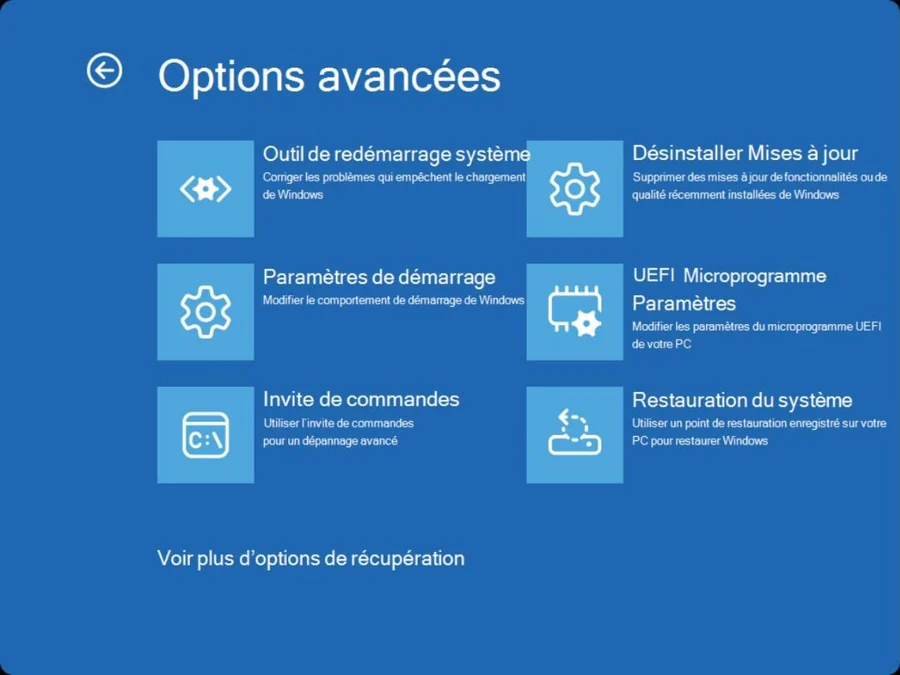 Options avancées
Outil de redémarrage système
Corriger les problèmes qui empêchent le chargement
de Windows
Désinstaller Mises à jour
Supprimer des mises à jour de fonctionnalités ou de
qualité récemment installées de Windows
Paramètres de démarrage
Modifier le comportement de démarrage de Windows
UEFI Microprogramme
Paramètres
Modifier les paramètres du microprogramme UEFI
de votre PC
Invite de commandes
Utiliser l'invite de commandes
pour un dépannage avancé
C:\
Restauration du système
Utiliser un point de restauration enregistré sur votre
PC pour restaurer Windows
Voir plus d'options de récupération